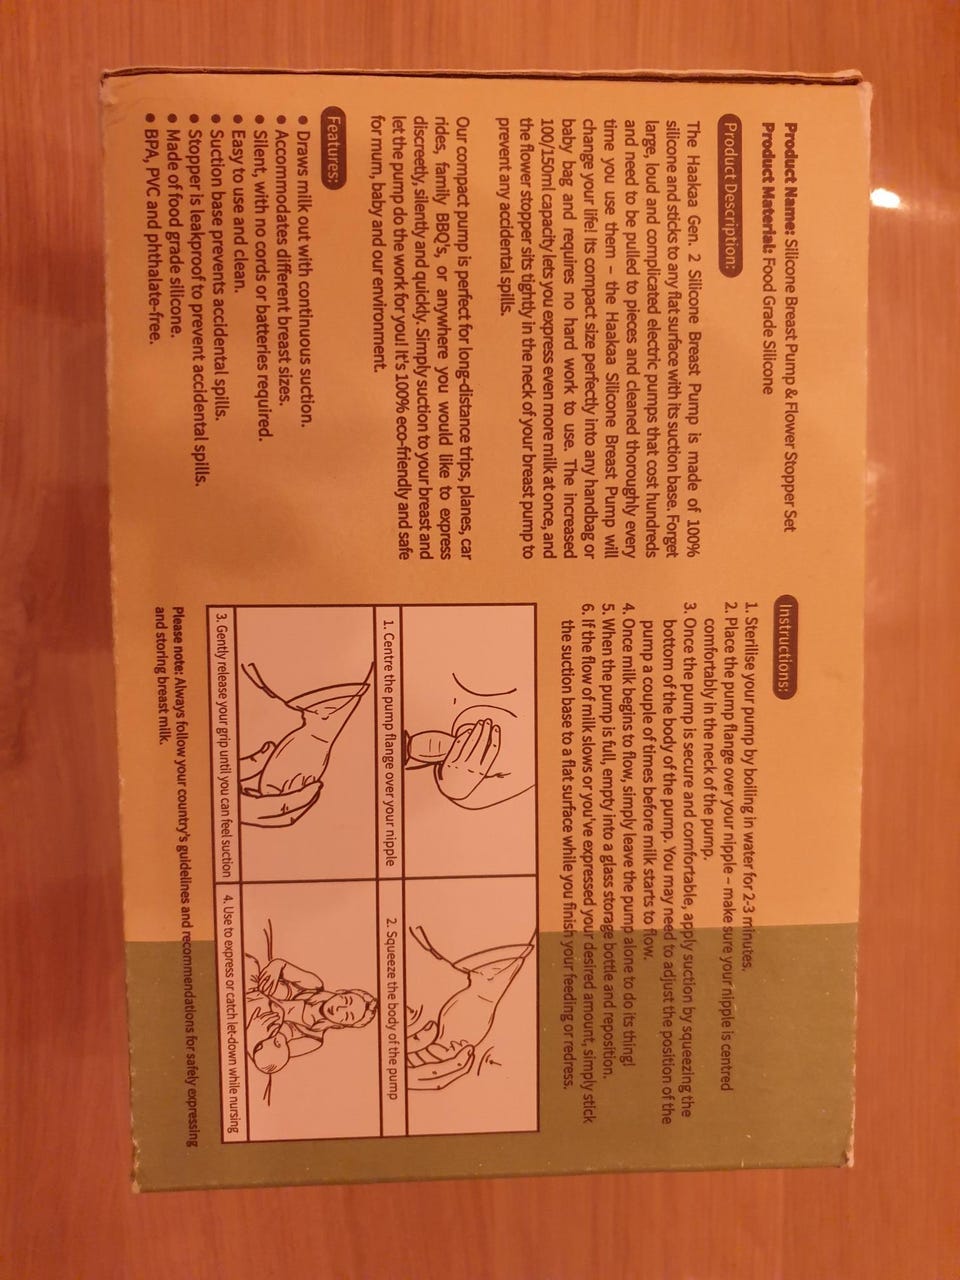 Product Name: Silicone Breast Pump & Flower Stopper Set
Product Material: Food Grade Silicone
Product Description:
The Haakaa Gen. 2 Silicone Breast Pump is made of 100%
silicone and sticks to any flat surface with its suction base. Forget
large, loud and complicated electric pumps that cost hundreds
and need to be pulled to pieces and cleaned thoroughly every
time you use them – the Haakaa Silicone Breast Pump will
change your life! Its compact size perfectly into any handbag or
baby bag and requires no hard work to use. The increased
100/150ml capacity lets you express even more milk at once, and
the flower stopper sits tightly in the neck of your breast pump to
prevent any accidental spills.
Our compact pump is perfect for long-distance trips, planes, car
rides, family BBQ's, or anywhere you would like to express
discreetly, silently and quickly. Simply suction to your breast and
let the pump do the work for you! It's 100% eco-friendly and safe
for mum, baby and our environment.
Features:
• Draws milk out with continuous suction.
• Accommodates different breast sizes.
• Silent, with no cords or batteries required.
• Easy to use and clean.
• Suction base prevents accidental spills.
• Stopper is leakproof to prevent accidental spills.
• Made of food grade silicone.
• BPA, PVC and phthalate-free.
Instructions:
1. Sterilise your pump by boiling in water for 2-3 minutes.
2. Place the pump flange over your nipple – make sure your nipple is centred
comfortably in the neck of the pump.
3. Once the pump is secure and comfortable, apply suction by squeezing the
bottom of the body of the pump. You may need to adjust the position of the
pump a couple of times before milk starts to flow.
4. Once milk begins to flow, simply leave the pump alone to do its thing!
5. When the pump is full, empty into a glass storage bottle and reposition.
6. If the flow of milk slows or you've expressed your desired amount, simply stick
the suction base to a flat surface while you finish your feeding or redress.
1. Centre the pump flange over your nipple
2. Squeeze the body of the pump
3. Gently release your grip until you can feel suction
4. Use to express or catch let-down while nursing
Please note: Always follow your country's guidelines and recommendations for safely expressing
and storing breast milk.